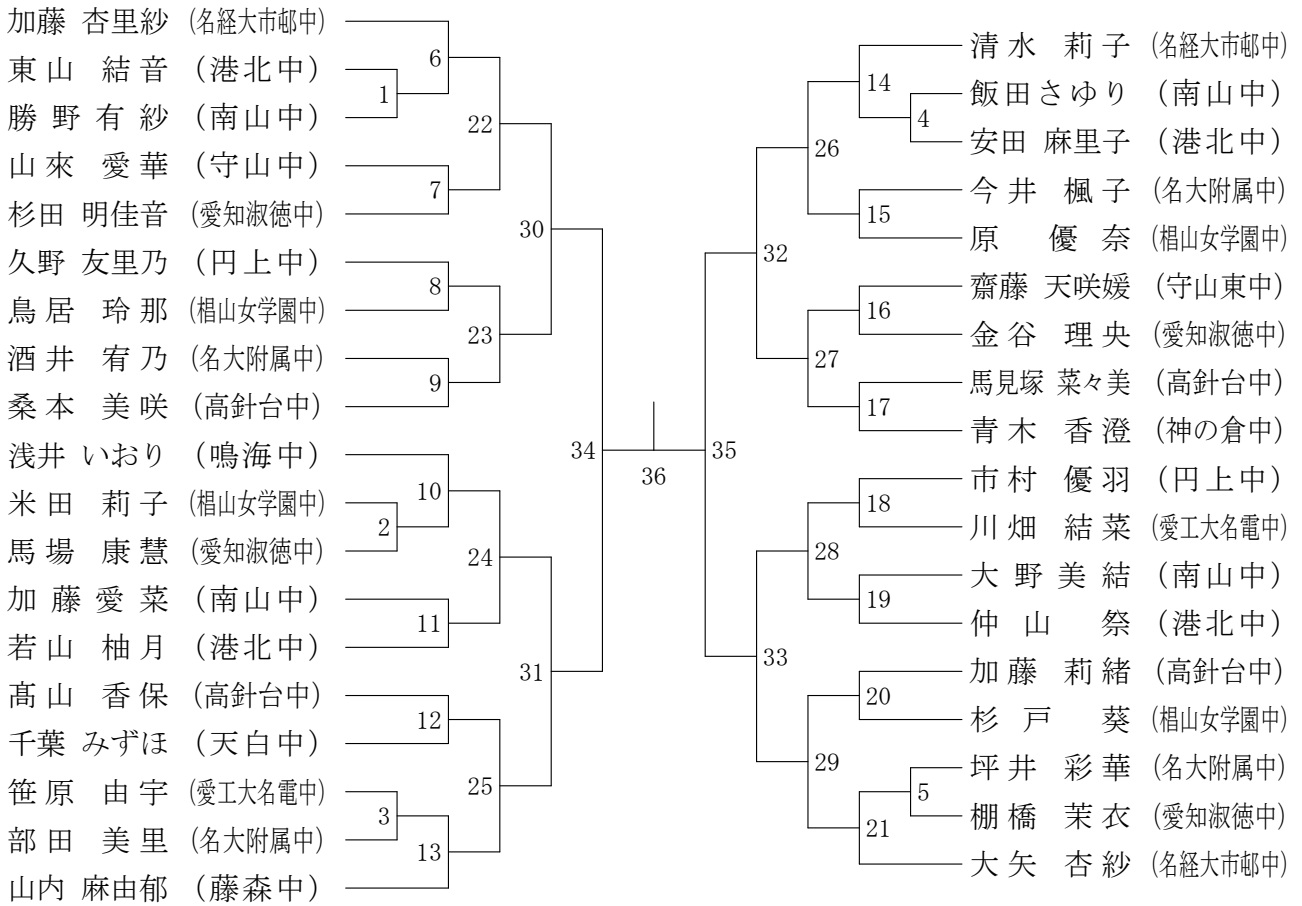 加藤 杏里紗 (名経大市邨中)
東山 結音 (港北中)
勝野有紗 (南山中)
山來 愛華 (守山中)
杉田 明佳音 (愛知淑徳中)
久野 友里乃 (円上中)
鳥居 玲那 (椙山女学園中)
酒井 宥乃 (名大附属中)
桑本 美咲 (高針台中)
浅井 いおり (鳴海中)
米田 莉子 (椙山女学園中)
馬場 康慧 (愛知淑徳中)
加藤愛菜 (南山中)
若山 柚月 (港北中)
髙山 香保 (高針台中)
千葉 みずほ (天白中)
笹原 由宇 (愛工大名電中)
部田 美里 (名大附属中)
山内 麻由郁 (藤森中)
1
2
3
6
7
8
9
10
11
12
13
22
23
24
25
30
31
34
36
35
32
33
26
27
28
29
14
15
16
17
18
19
20
21
4
5
清水 莉子 (名経大市邨中)
飯田さゆり (南山中)
安田 麻里子 (港北中)
今井 楓子 (名大附属中)
原 優奈 (椙山女学園中)
齋藤 天咲媛 (守山東中)
金谷 理央 (愛知淑徳中)
馬見塚 菜々美 (高針台中)
青木 香澄 (神の倉中)
市村 優羽 (円上中)
川畑 結菜 (愛工大名電中)
大野美結 (南山中)
仲山 祭 (港北中)
加藤 莉緒 (高針台中)
杉戸 葵 (椙山女学園中)
坪井 彩華 (名大附属中)
棚橋 茉衣 (愛知淑徳中)
大矢 杏紗 (名経大市邨中)